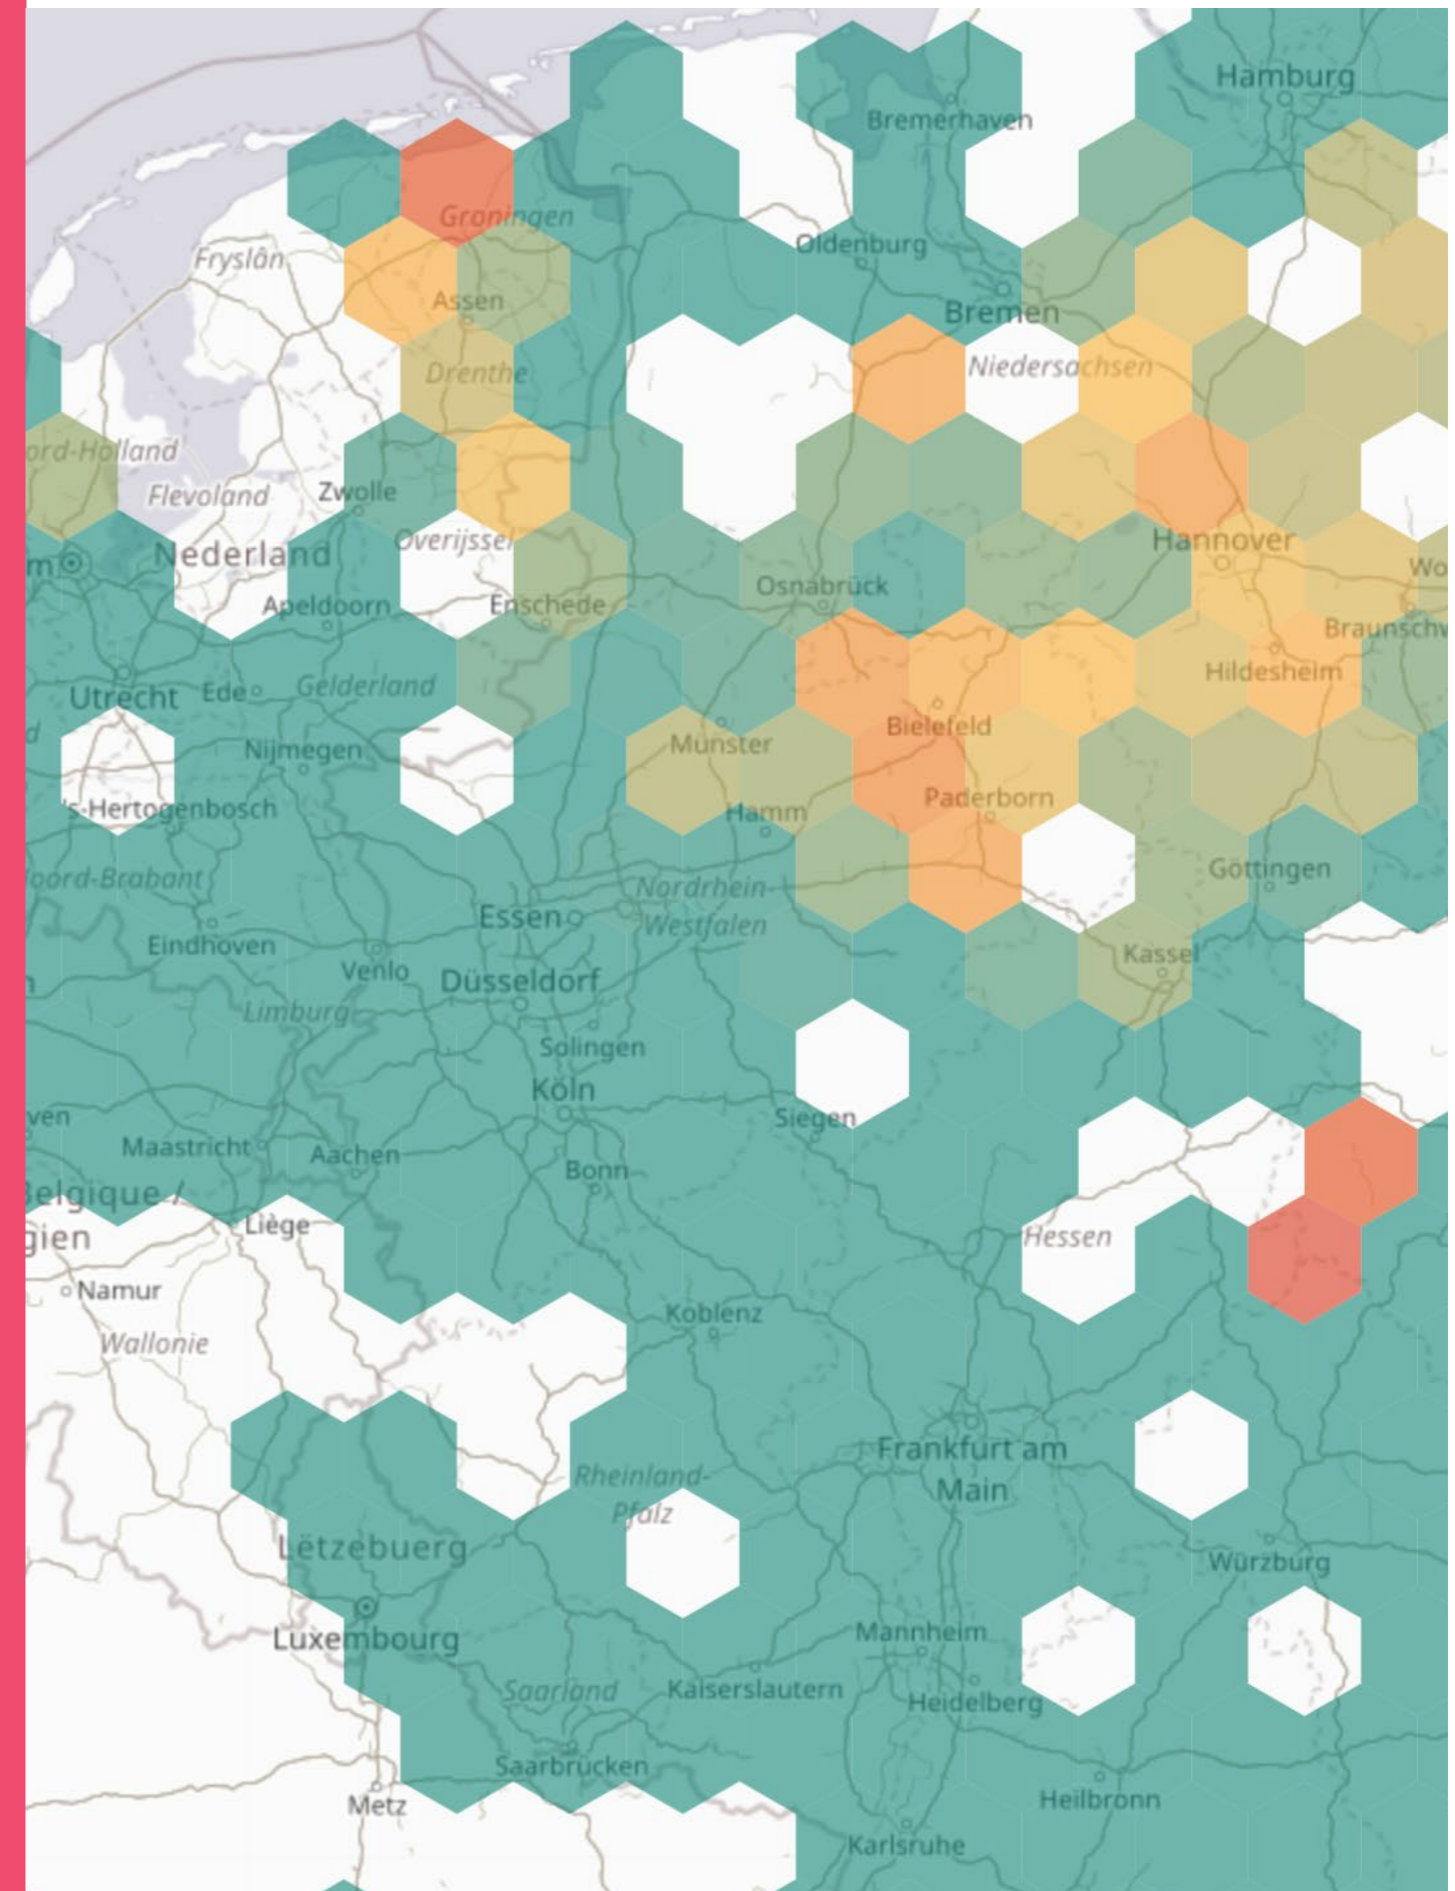 Hamburg
Bremerhaven
Groningen
Oldenburg
Fryslân
Assen
Bremen
Niedersachsen
Drenthe
ord-Holland
Zwolle
Flevoland
Overijssel
Hannover
Nederland
m
Wo
Osnabrück
Apeldoorn
Enschede
Braunschw
Hildesheim
Gelderland
Ede
Utrecht
Bielefeld
d
Münster
Nijmegen
Paderborn
's-Hertogenbosch
Hamm
Göttingen
oord-Brabant
Nordrhein-
Westfalen
Essen
Eindhoven
Kassel
Venlo
Düsseldorf
Limburg
Solingen
Köln
ven
Siegen
Maastricht
Aachen
Bonn
Belgique /
gien
Liège
Hessen
Namur
Koblenz
Wallonie
Frankfurt am
Main
Rheinland-
Pfalz
Lëtzebuerg
Würzburg
Luxembourg
Mannheim
Saarland
Kaiserslautern
Heidelberg
Saarbrücken
Heilbronn
Metz
Karlsruhe